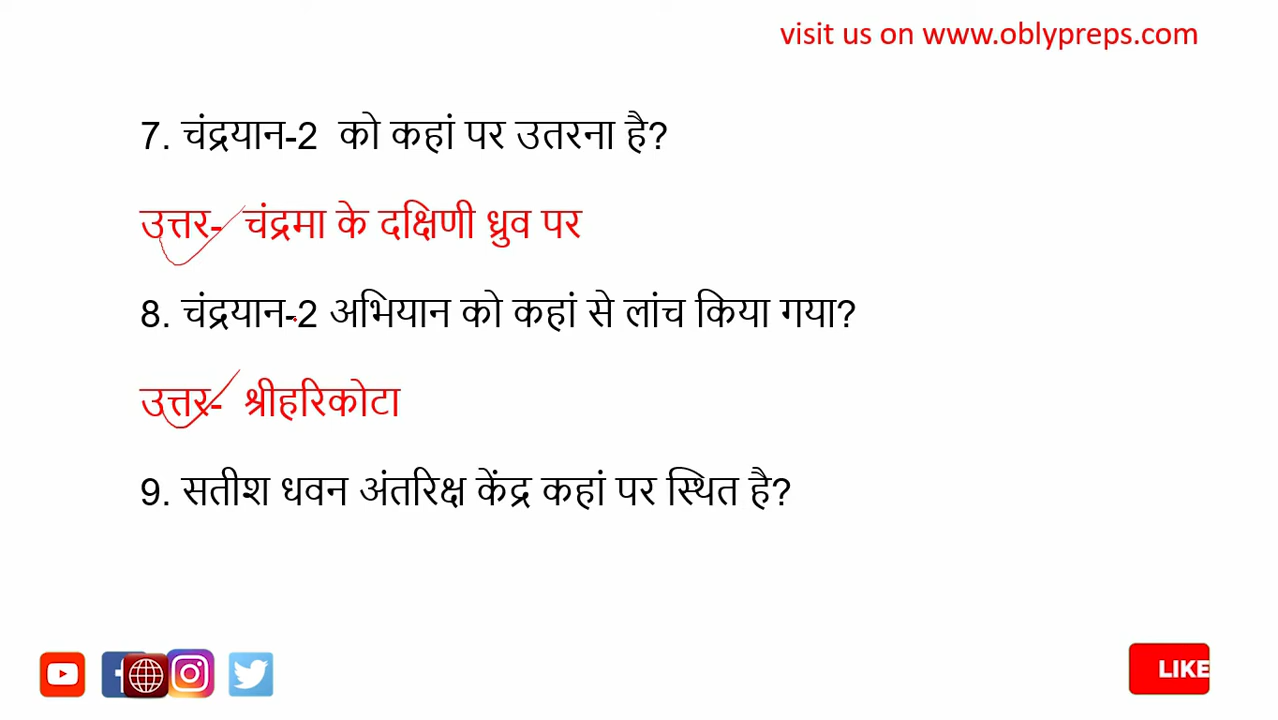 visit us on www.oblypreps.com
7. चंद्रयान-2 को कहां पर उतरना है?
उत्तर- चंद्रमा के दक्षिणी ध्रुव पर
8. चंद्रयान-2 अभियान को कहां से लांच किया गया?
उत्तर- श्रीहरिकोटा
9. सतीश धवन अंतरिक्ष केंद्र कहां पर स्थित है?
LIKE